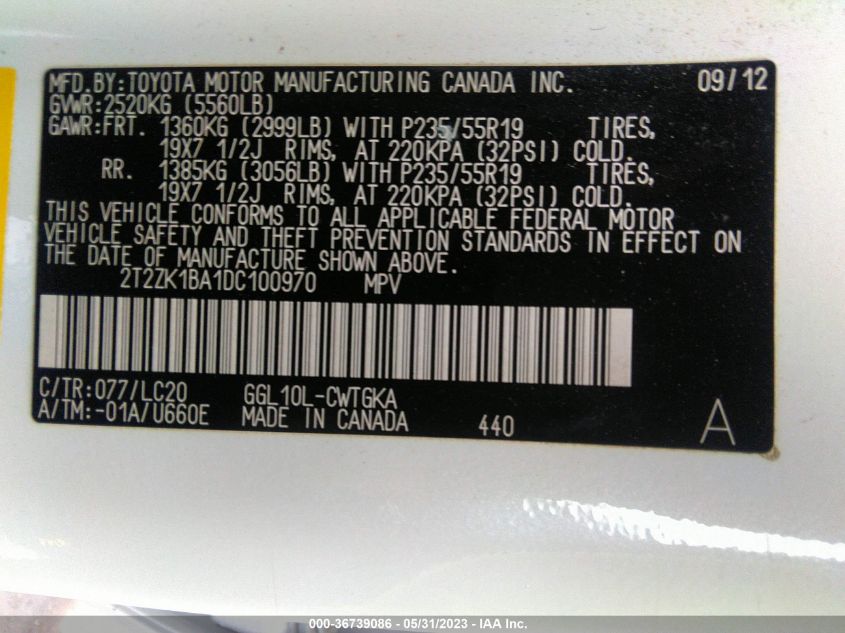 MFD.BY:TOYOTA MOTOR MANUFACTURING CANADA INC. 09/12
GVWR:2520KG (5560LB)
GAWR:FRT. 1360KG (2999LB) WITH P235/55R19 TIRES,
19X7 1/2J RIMS, AT 220KPA (32PSI) COLD.
RR. 1385KG (3056LB) WITH P235/55R19 TIRES,
19X7 1/2J RIMS, AT 220KPA (32PSI) COLD.
THIS VEHICLE CONFORMS TO ALL APPLICABLE FEDERAL MOTOR
VEHICLE SAFETY AND THEFT PREVENTION STANDARDS IN EFFECT ON
THE DATE OF MANUFACTURE SHOWN ABOVE.
2T2ZK1BA1DC100970 MPV
C/TR:077/LC20 GGL10L-CWTGKA
A/TM:-01A/U660E MADE IN CANADA 440 A
000-36739086 - 05/31/2023 - IAA Inc.